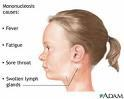 Mononucleosis
causes:
• Fever
• Fatigue
• Sore throat
• Swollen lymph
glands
ADAM.